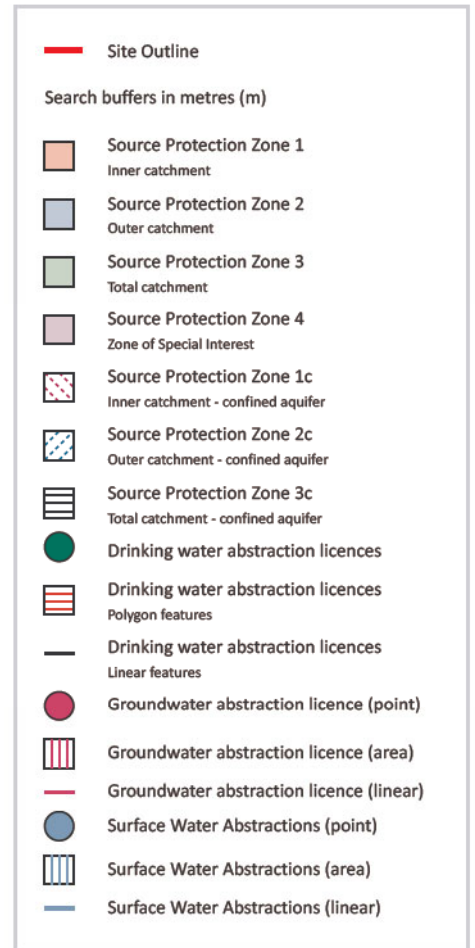 Site Outline
Search buffers in metres (m)
Source Protection Zone 1
Inner catchment
Source Protection Zone 2
Outer catchment
Source Protection Zone 3
Total catchment
Source Protection Zone 4
Zone of Special Interest
Source Protection Zone 1c
Inner catchment - confined aquifer
Source Protection Zone 2c
Outer catchment - confined aquifer
Source Protection Zone 3c
Total catchment - confined aquifer
Drinking water abstraction licences
Drinking water abstraction licences
Polygon features
Drinking water abstraction licences
Linear features
Groundwater abstraction licence (point)
Groundwater abstraction licence (area)
Groundwater abstraction licence (linear)
Surface Water Abstractions (point)
Surface Water Abstractions (area)
Surface Water Abstractions (linear)